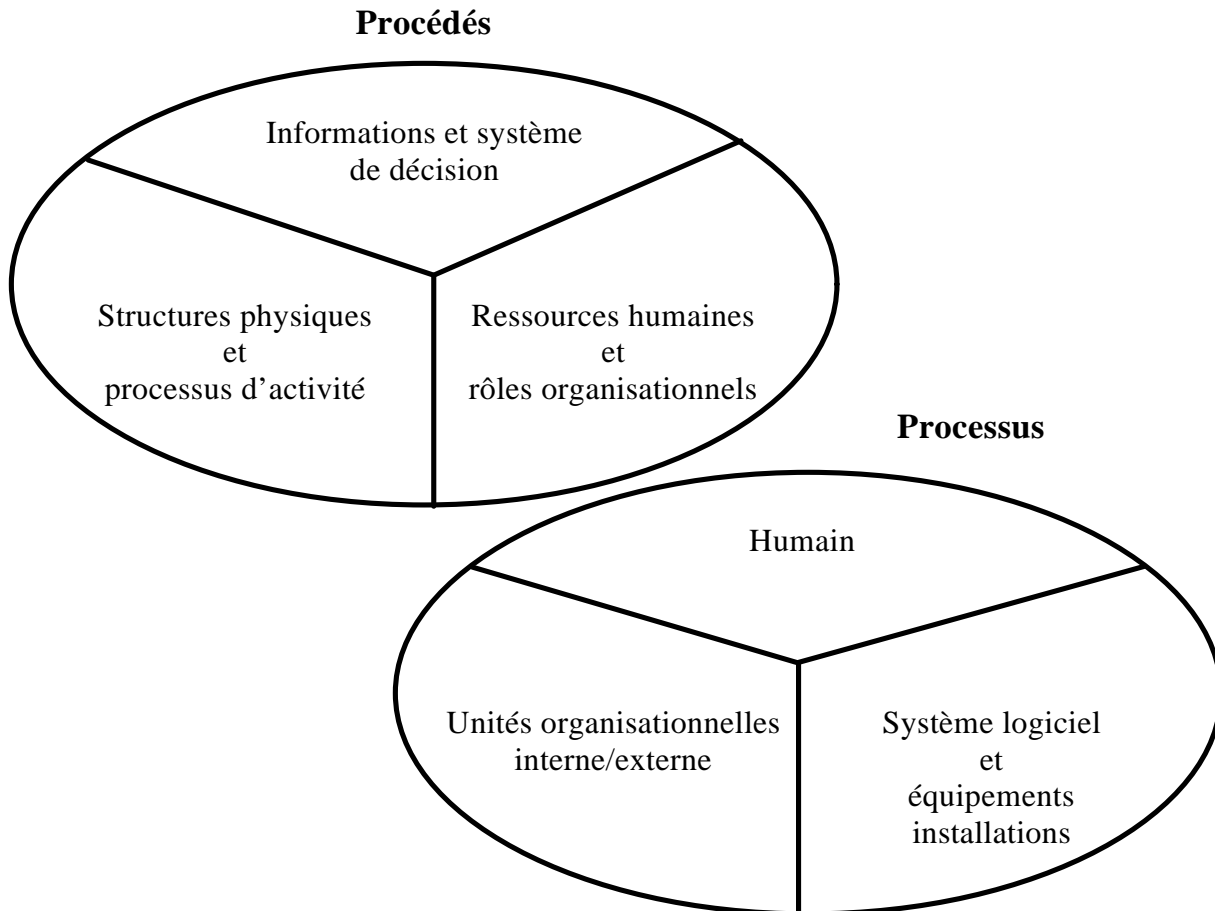 Procédés
Informations et système
de décision
Structures physiques
et
processus d’activité
Ressources humaines
et
rôles organisationnels
Processus
Humain
Unités organisationnelles
interne/externe
Système logiciel
et
équipements
installations